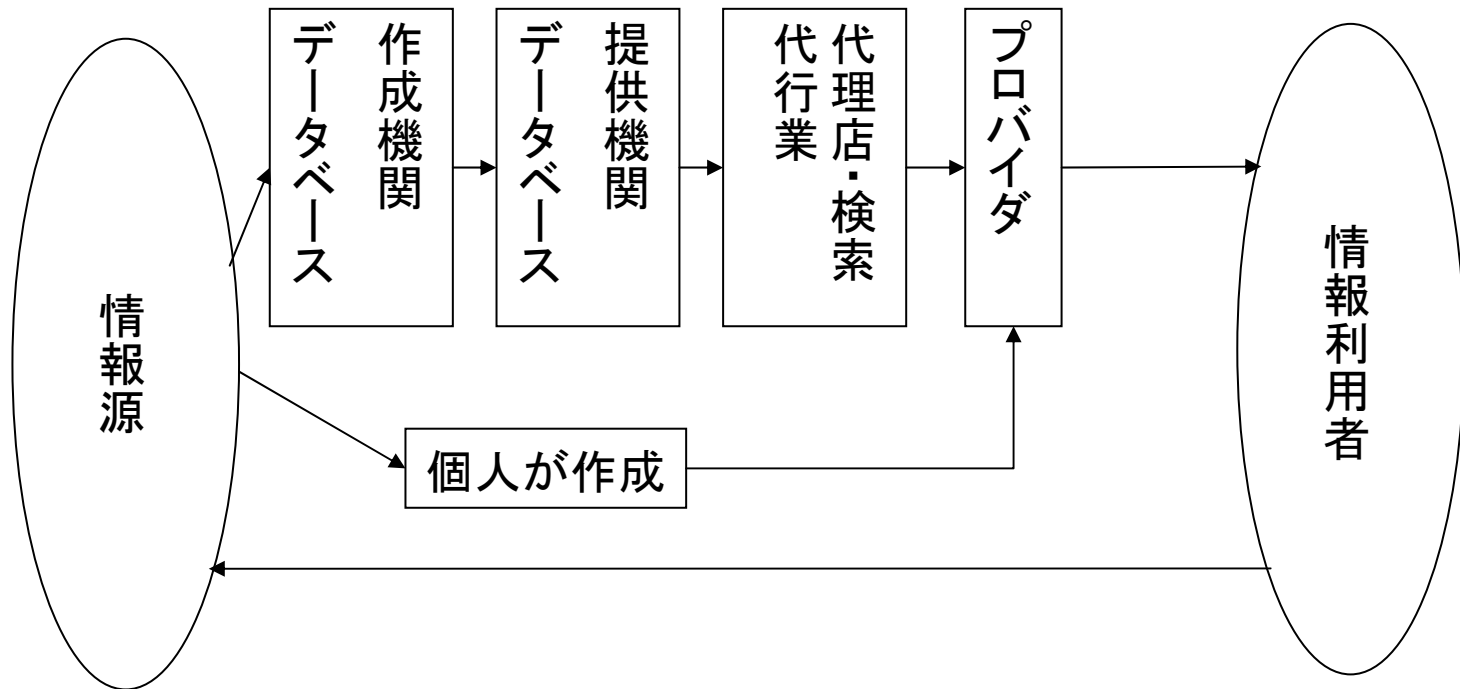 情報源
データベース
作成機関
データベース
提供機関
代理店・検索
代行業
プロバイダ
個人が作成
情報利用者